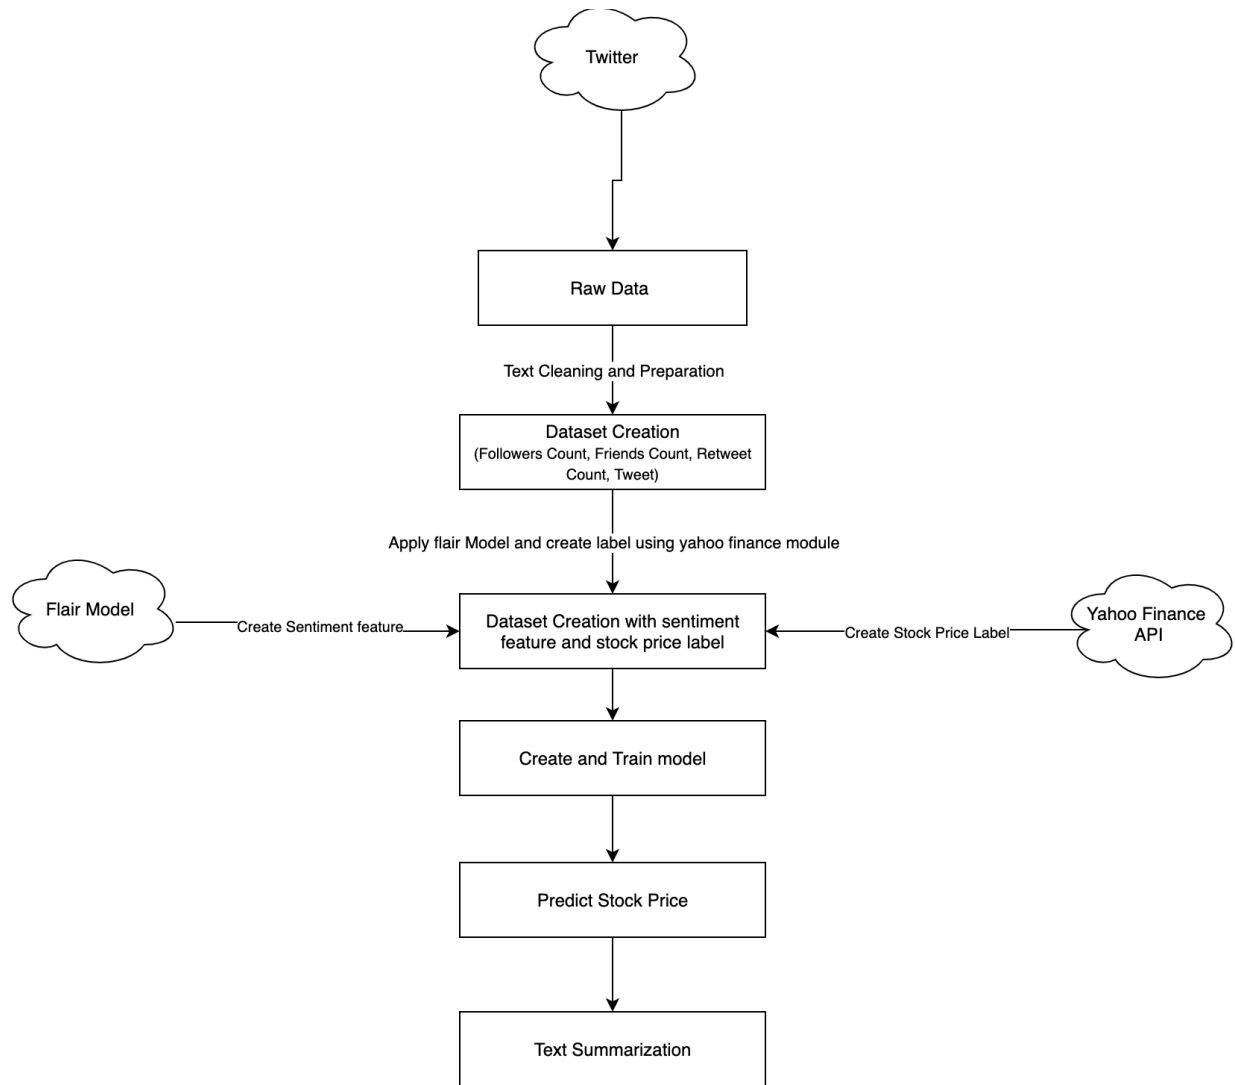 Twitter
Raw Data
Text Cleaning and Preparation
Dataset Creation
(Followers Count, Friends Count, Retweet
Count, Tweet)
Apply flair Model and create label using yahoo finance module
Flair Model
Create Sentiment feature
Dataset Creation with sentiment
feature and stock price label
Create Stock Price Label
Yahoo Finance
API
Create and Train model
Predict Stock Price
Text Summarization